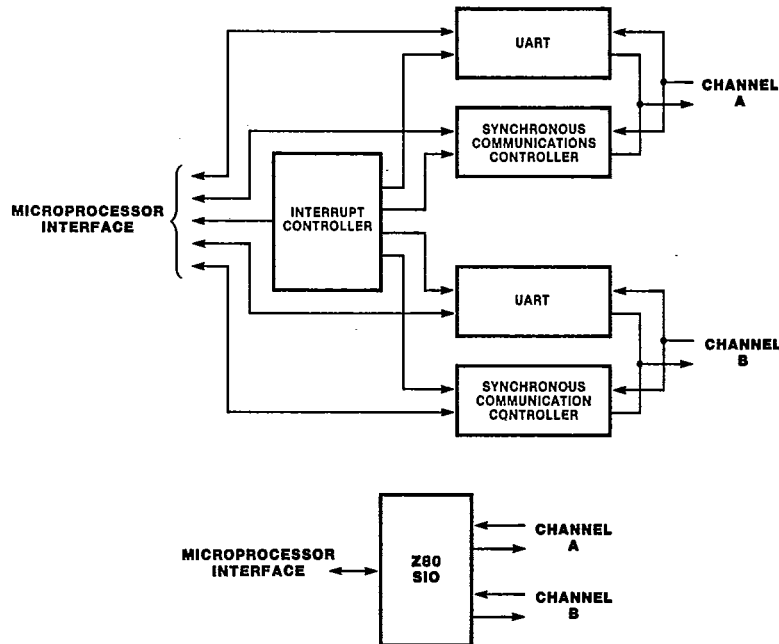 UART
CHANNEL
A
SYNCHRONOUS
COMMUNICATIONS
CONTROLLER
MICROPROCESSOR
INTERFACE
INTERRUPT
CONTROLLER
UART
CHANNEL
B
SYNCHRONOUS
COMMUNICATION
CONTROLLER
MICROPROCESSOR
INTERFACE
Z80
SIO
CHANNEL
A
CHANNEL
B